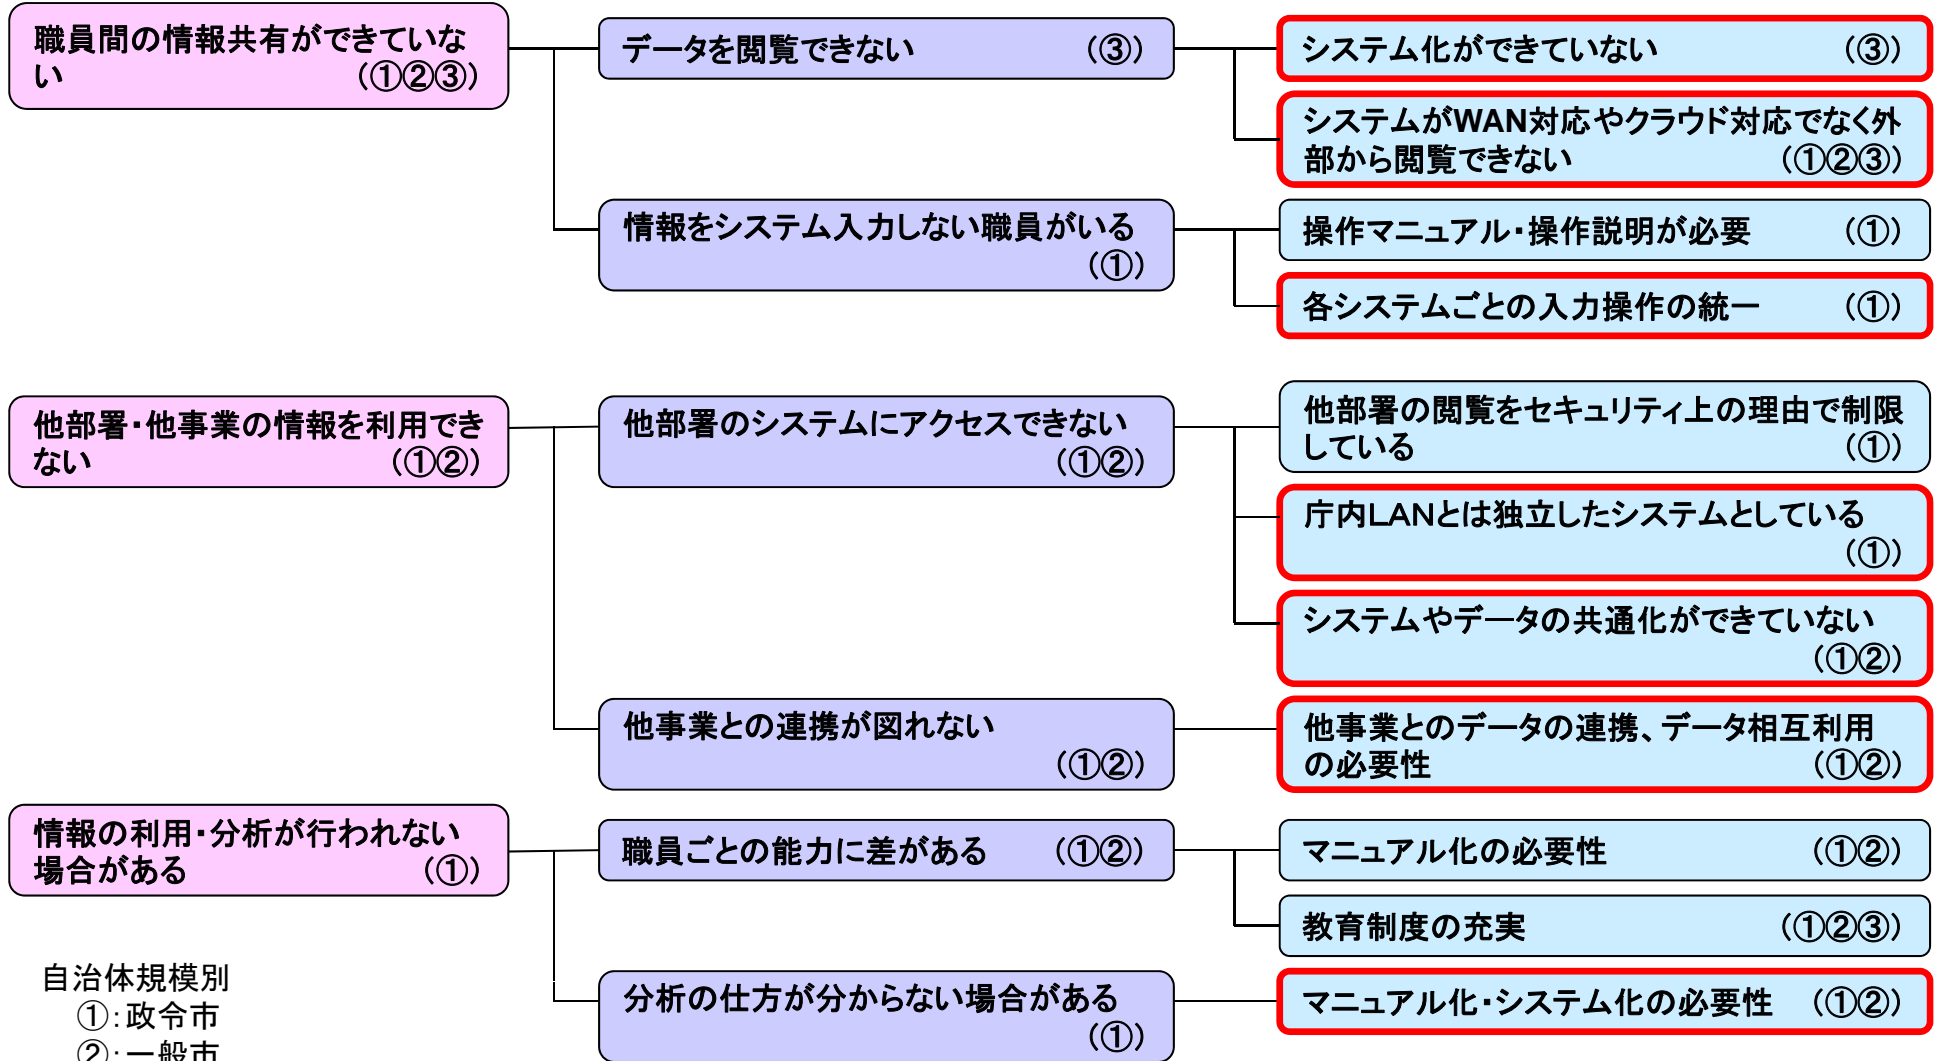 職員間の情報共有ができていな
い （①②③）
データを閲覧できない （③）
システム化ができていない （③）
システムがWAN対応やクラウド対応でなく外
部から閲覧できない （①②③）
情報をシステム入力しない職員がいる
（①）
操作マニュアル・操作説明が必要 （①）
各システムごとの入力操作の統一 （①）
他部署・他事業の情報を利用でき
ない （①②）
他部署のシステムにアクセスできない
（①②）
他部署の閲覧をセキュリティ上の理由で制限
している （①）
庁内LANとは独立したシステムとしている
（①）
システムやデータの共通化ができていない
（①②）
他事業との連携が図れない
（①②）
他事業とのデータの連携、データ相互利用
の必要性 （①②）
情報の利用・分析が行われない
場合がある （①）
職員ごとの能力に差がある （①②）
マニュアル化の必要性 （①②）
教育制度の充実 （①②③）
分析の仕方が分からない場合がある
（①）
マニュアル化・システム化の必要性 （①②）
自治体規模別
①：政令市
②：一般市